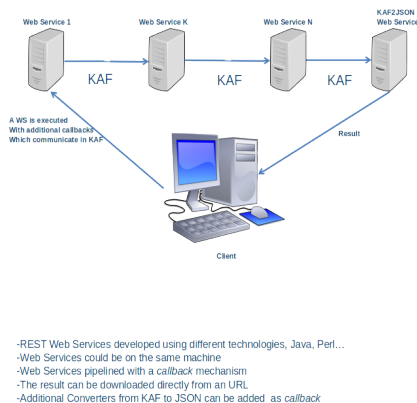 KAF2JSON
Web Service 1
Web Service K
Web Service N
Web Service
KAF
KAF
KAF
A WS is executed
With additional callbacks
Which communicate in KAF
Result
Client
-REST Web Services developed using different technologies, Java, Perl…
-Web Services could be on the same machine
-Web Services pipelined with a callback mechanism
-The result can be downloaded directly from an URL
-Additional Converters from KAF to JSON can be added as callback